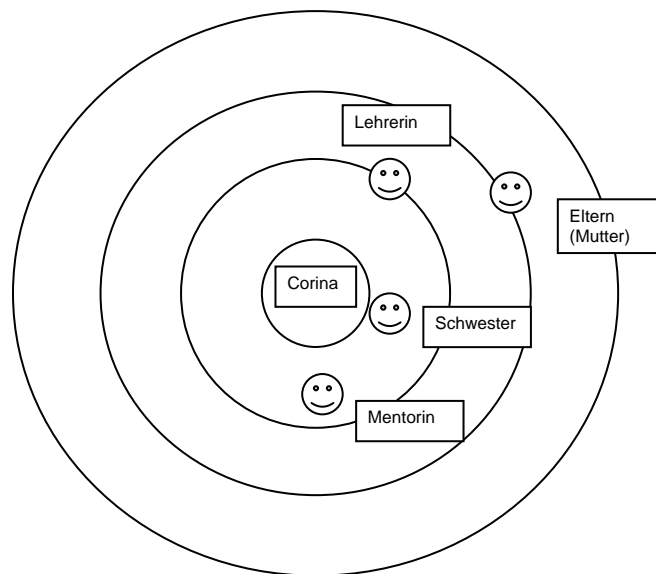 Lehrerin
Eltern
(Mutter)
Corina
Schwester
Mentorin